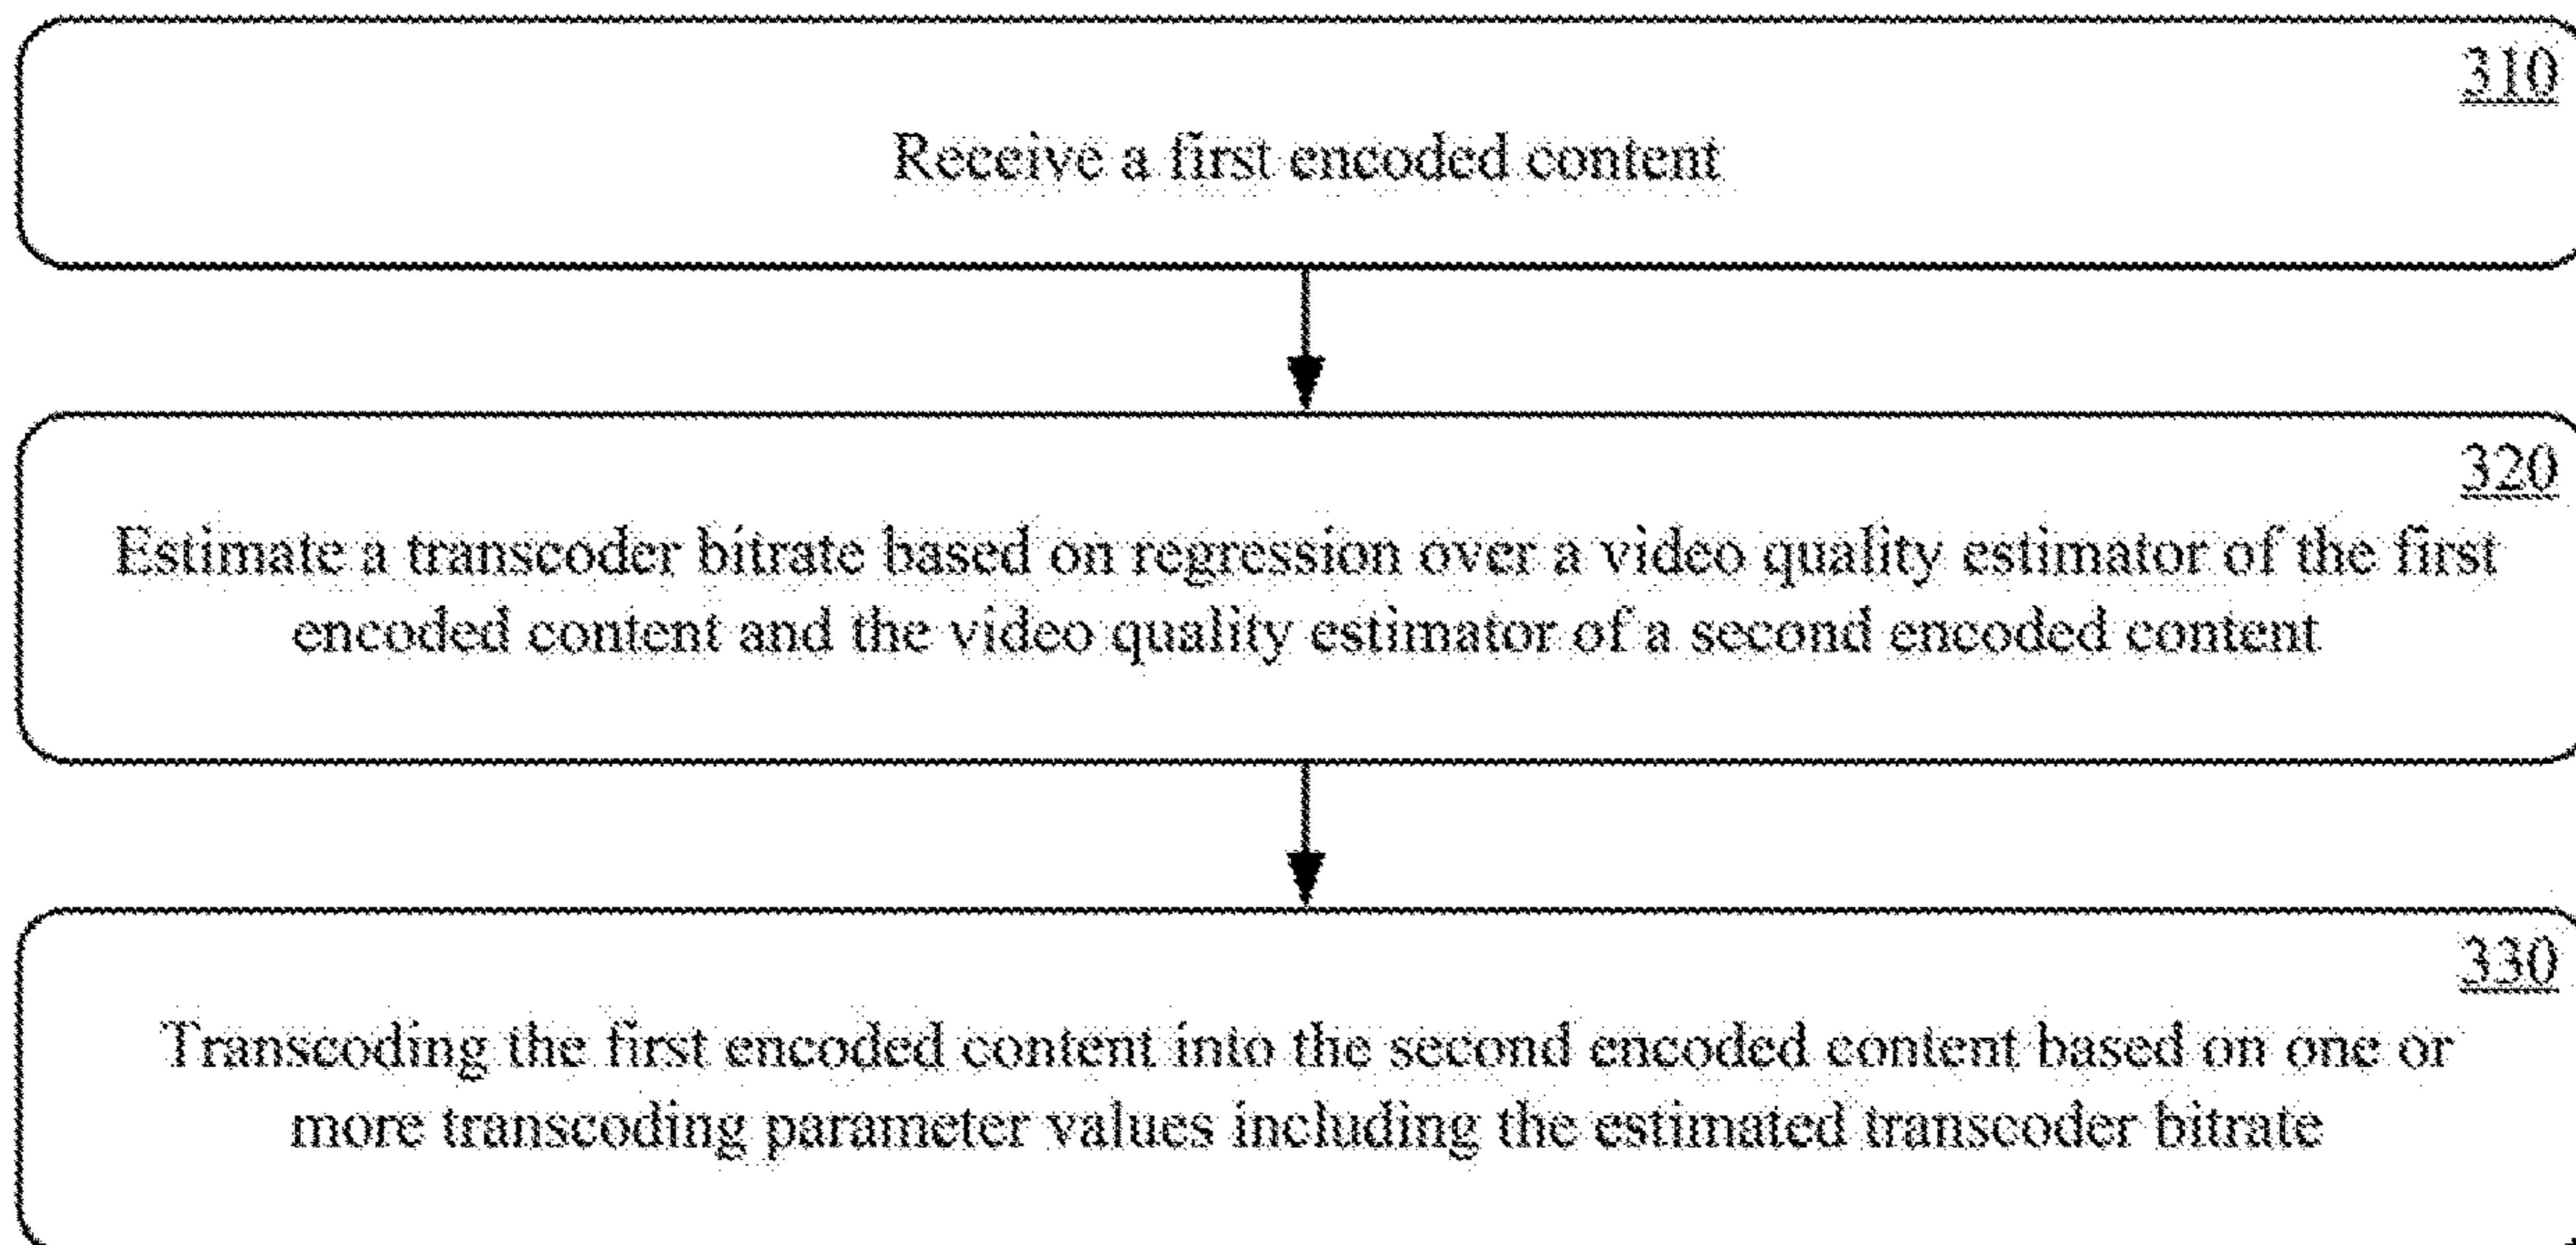 310
Receive a first encoded content
320
Estimate a transcoder bitrate based on regression over a video quality estimator of the first
encoded content and the video quality estimator of a second encoded content
330
Transcoding the first encoded content into the second encoded content based on one or
more transcoding parameter values including the estimated transcoder bitrate